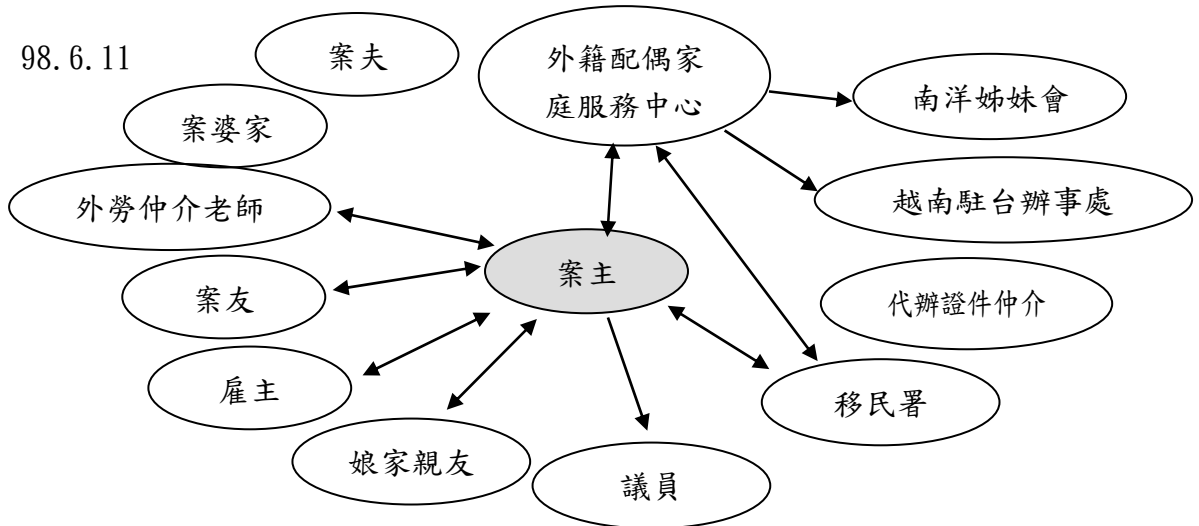 98.6.11
案夫
外籍配偶家
庭服務中心
南洋姊妹會
案婆家
外勞仲介老師
越南駐台辦事處
案主
案友
代辦證件仲介
雇主
移民署
娘家親友
議員